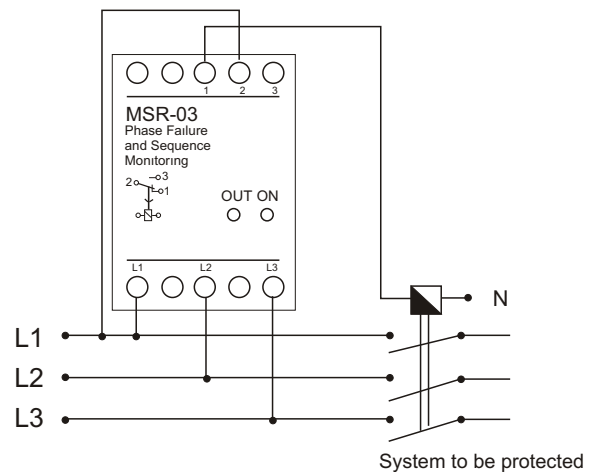 1 2 3
MSR-03
Phase Failure
and Sequence
Monitoring
2 3
1
OUT ON
L1 L2 L3
N
L1
L2
L3
System to be protected